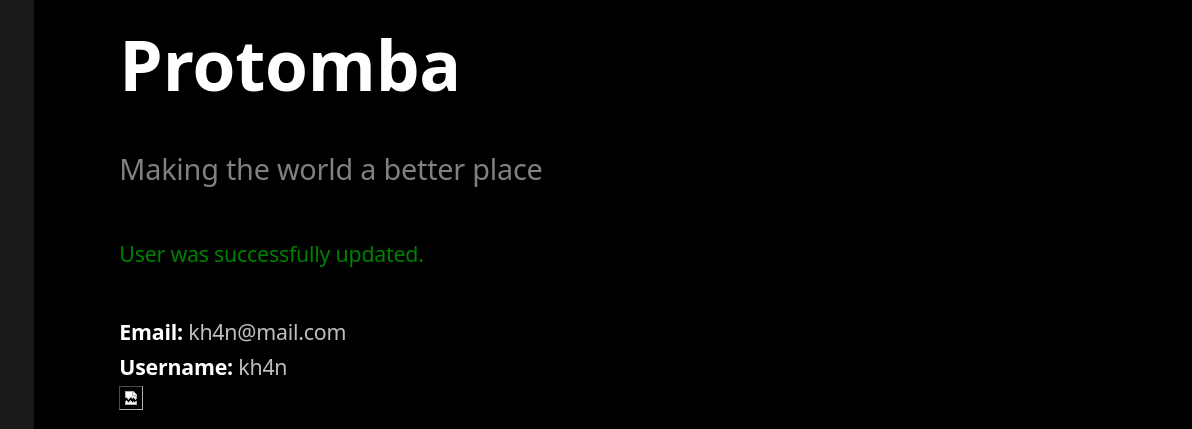 Protomba
Making the world a better place
User was successfully updated.
Email: kh4n@mail.com
Username: kh4n